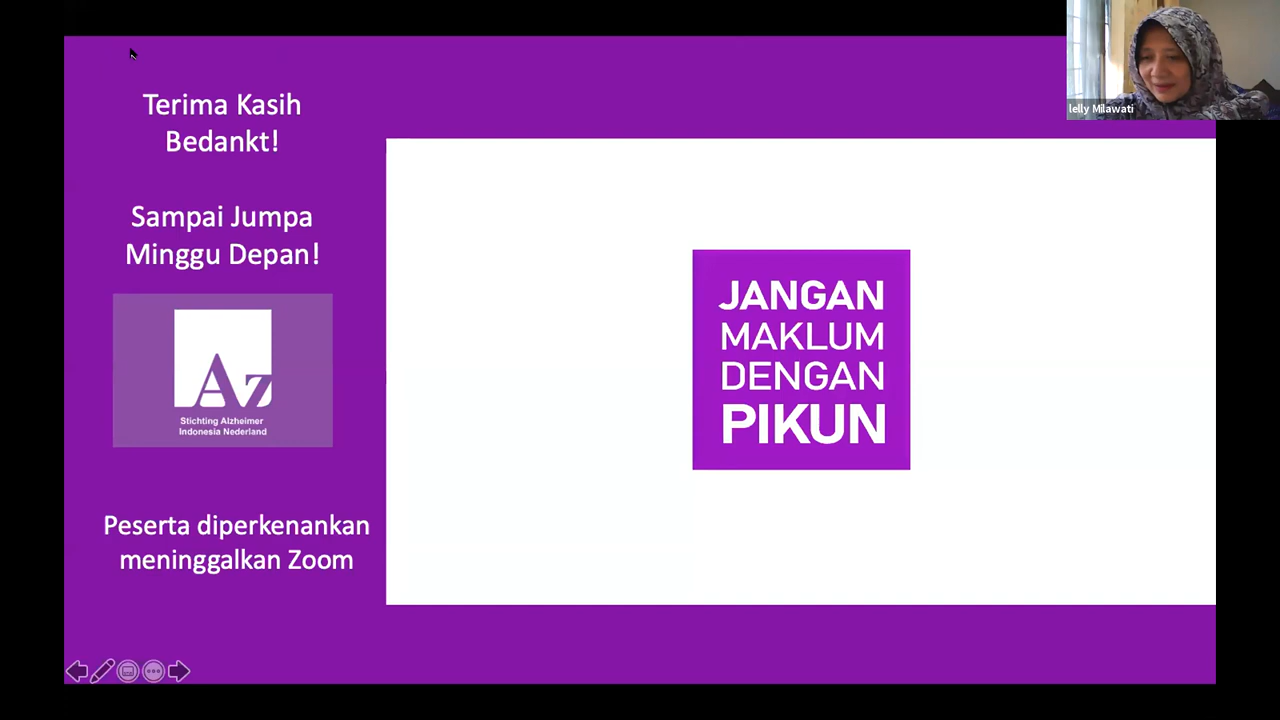 Terima Kasih
Bedankt!
Sampai Jumpa
Minggu Depan!
Az
Stichting Alzheimer
Indonesia Nederland
Peserta diperkenankan
meninggalkan Zoom
JANGAN
MAKLUM
DENGAN
PIKUN
lelly Milawati